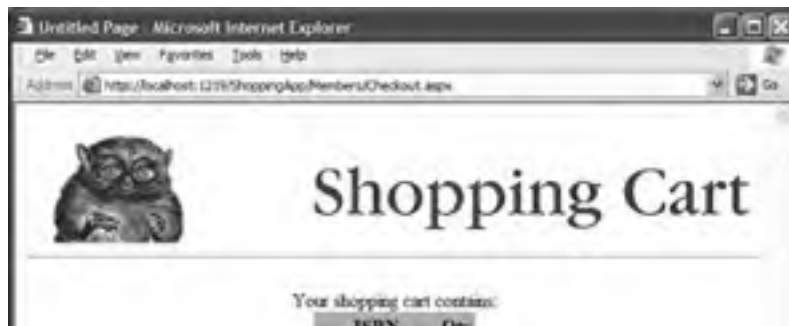 Untitled Page - Microsoft Internet Explorer
File Edit View Favorites Tools Help
Address http://localhost:1219/ShoppingApp/Members/Checkout.aspx Go
Shopping Cart
Your shopping cart contains:
ISBN Qty